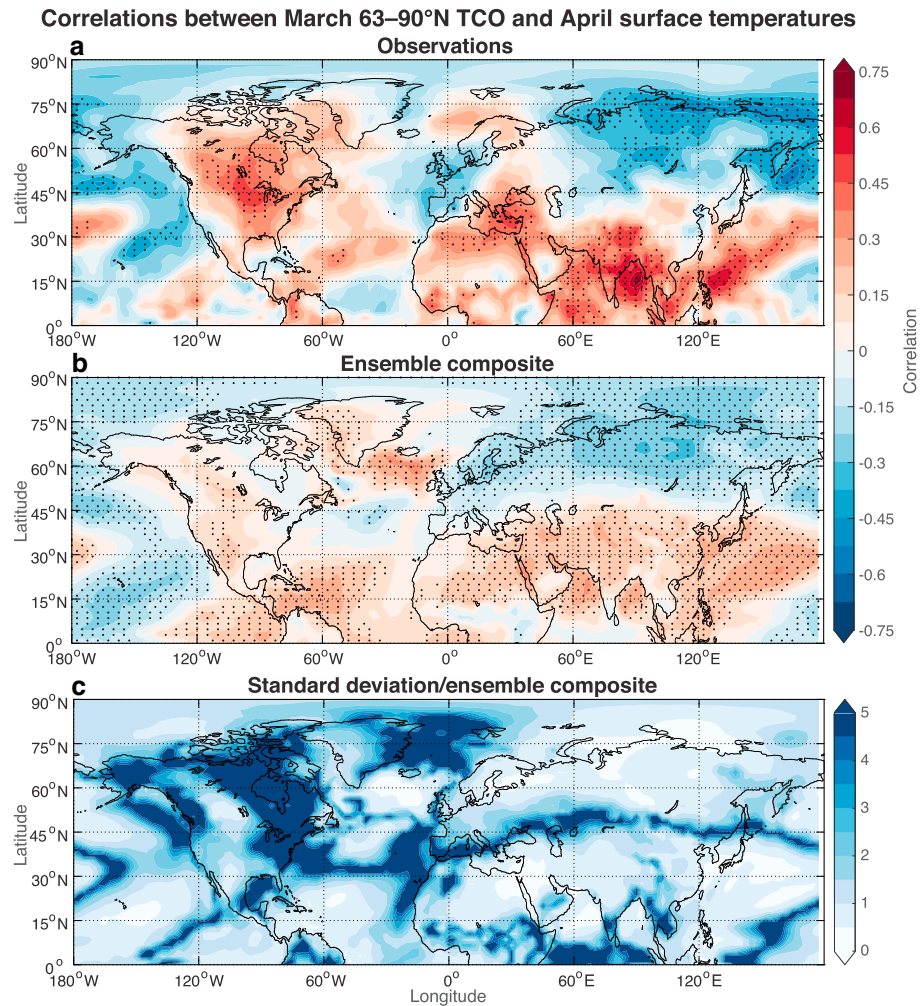 Correlations between March 63–90°N TCO and April surface temperatures
a
Observations
90°N
75°N
60°N
45°N
30°N
15°N
0°
Latitude
180°W
120°W
60°W
0°
60°E
120°E
b
Ensemble composite
90°N
75°N
60°N
45°N
30°N
15°N
0°
Latitude
180°W
120°W
60°W
0°
60°E
120°E
0.75
0.6
0.45
0.3
0.15
0
-0.15
-0.3
-0.45
-0.6
-0.75
Correlation
c
Standard deviation/ensemble composite
90°N
75°N
60°N
45°N
30°N
15°N
0°
Latitude
180°W
120°W
60°W
0°
60°E
120°E
Longitude
5
4
3
2
1
0